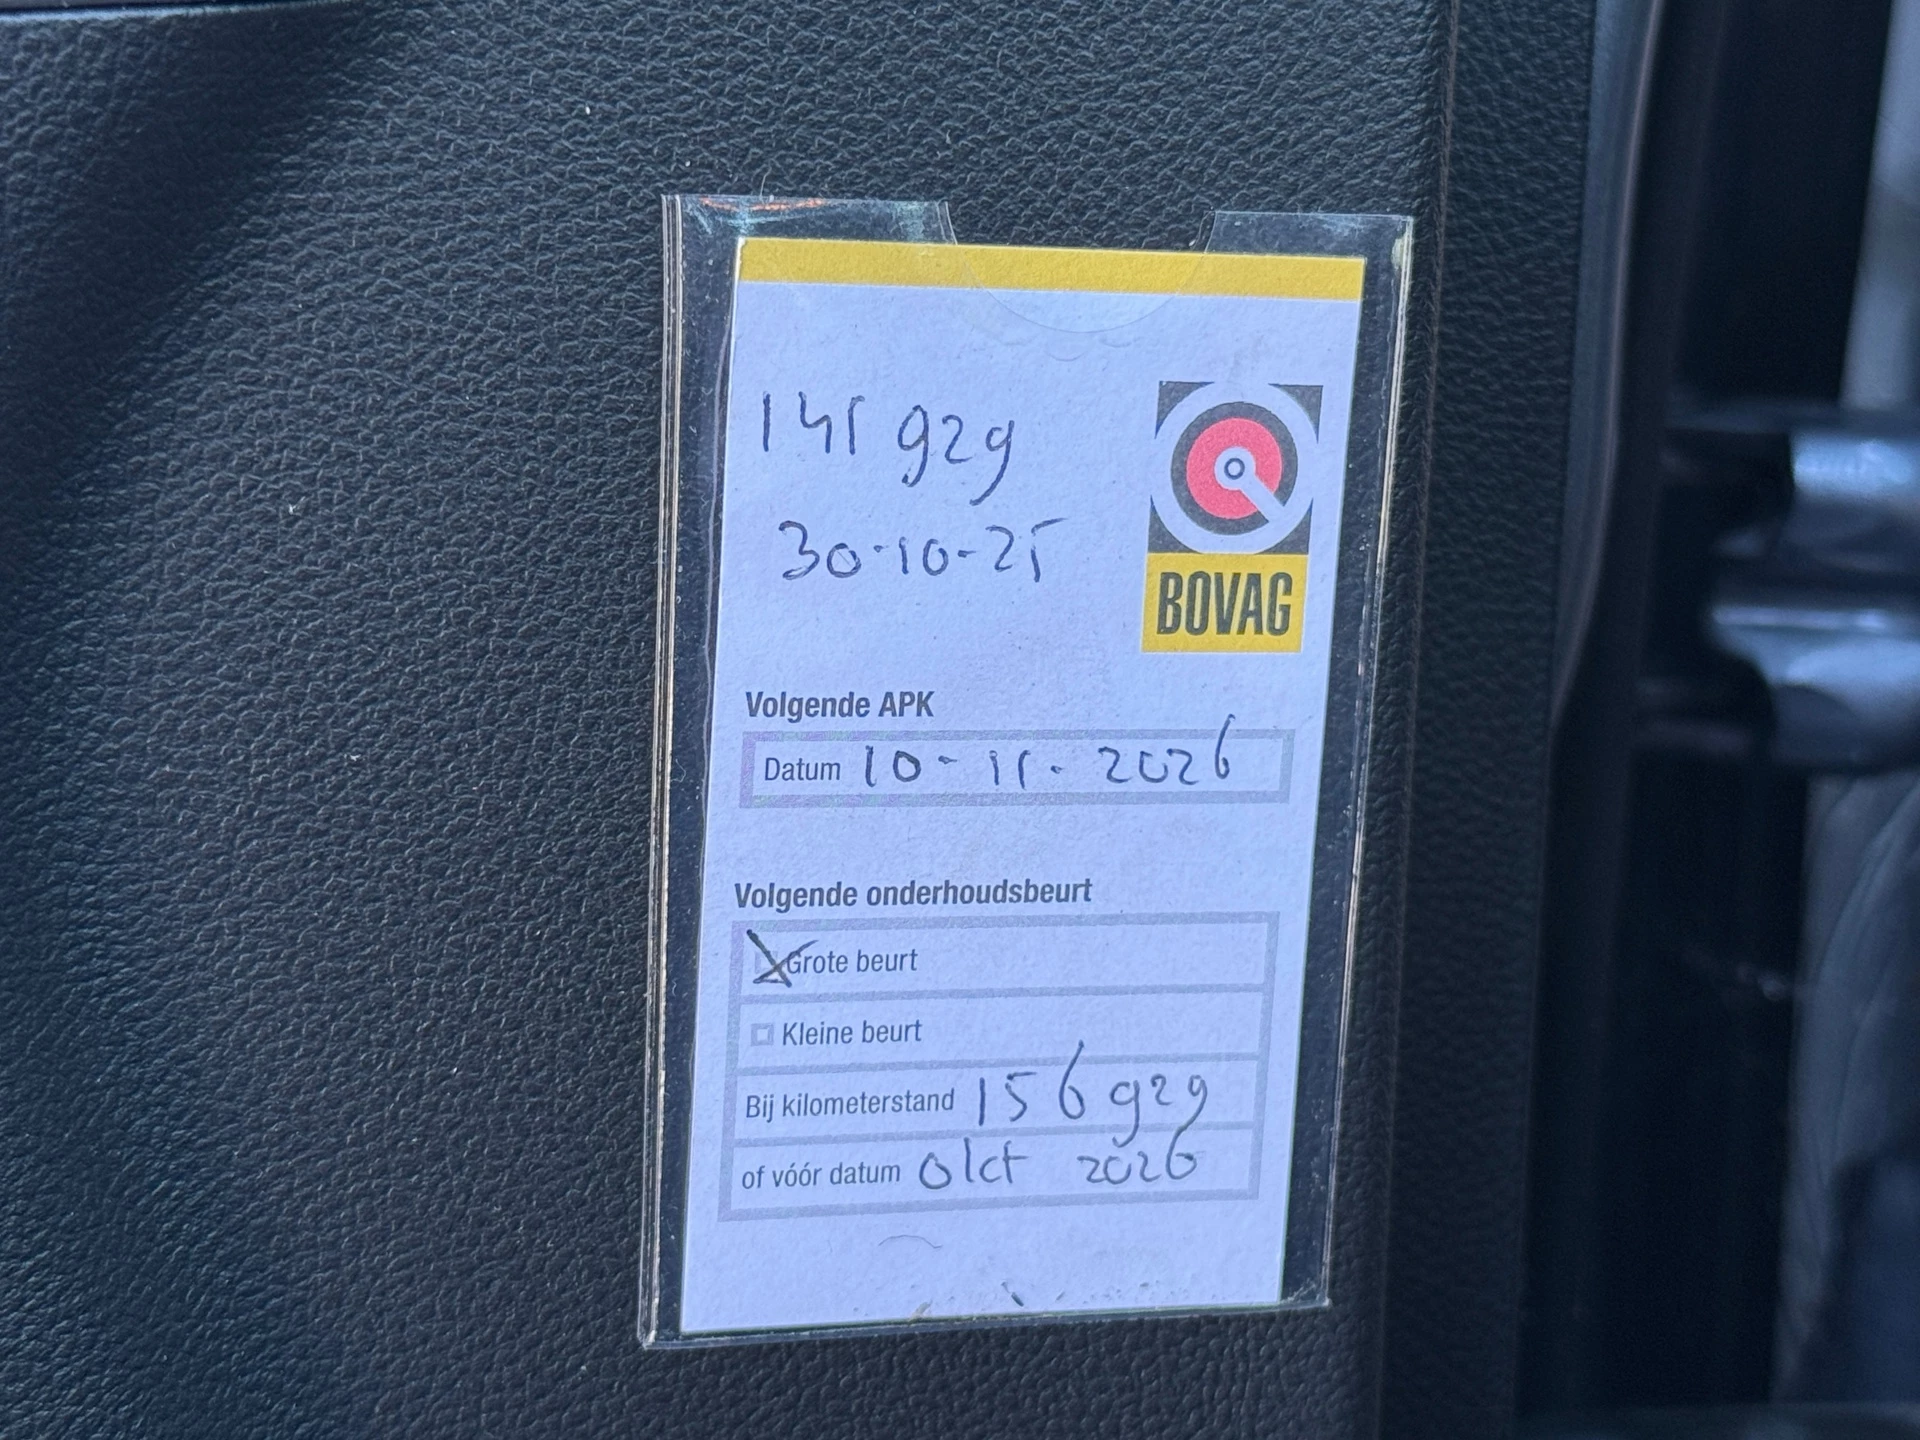 145 929
30-10-25
BOVAG
Volgende APK
Datum 10-11-2026
Volgende onderhoudsbeurt
Grote beurt
Kleine beurt
Bij kilometerstand 156 929
of vóór datum okt 2026